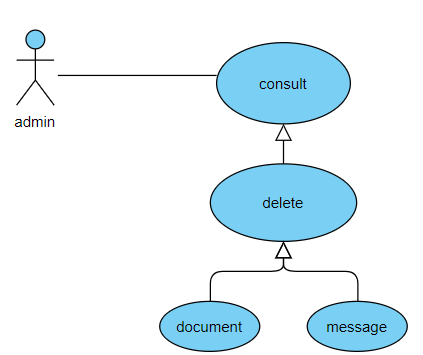 consult
admin
delete
document
message